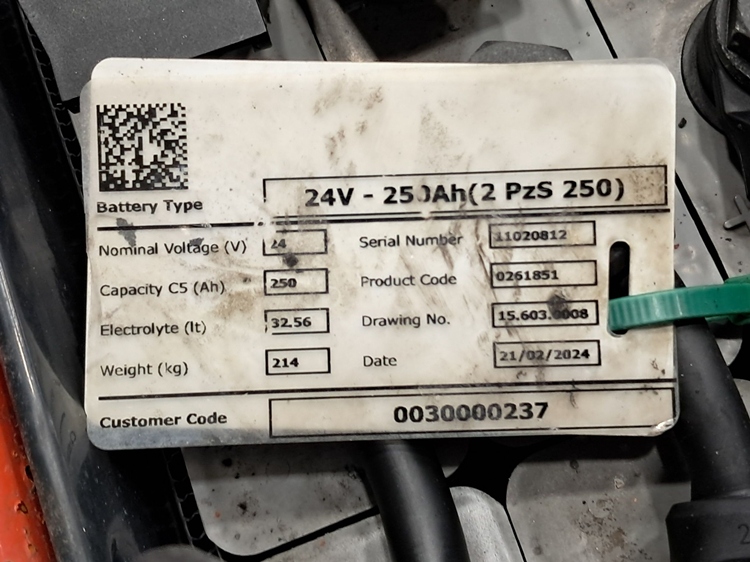 Battery Type 24V - 250Ah(2 PzS 250)
Nominal Voltage (V) 24 Serial Number 11020812
Capacity C5 (Ah) 250 Product Code 0261851
Electrolyte (lt) 32.56 Drawing No. 15.603.0008
Weight (kg) 214 Date 21/02/2024
Customer Code 0030000237